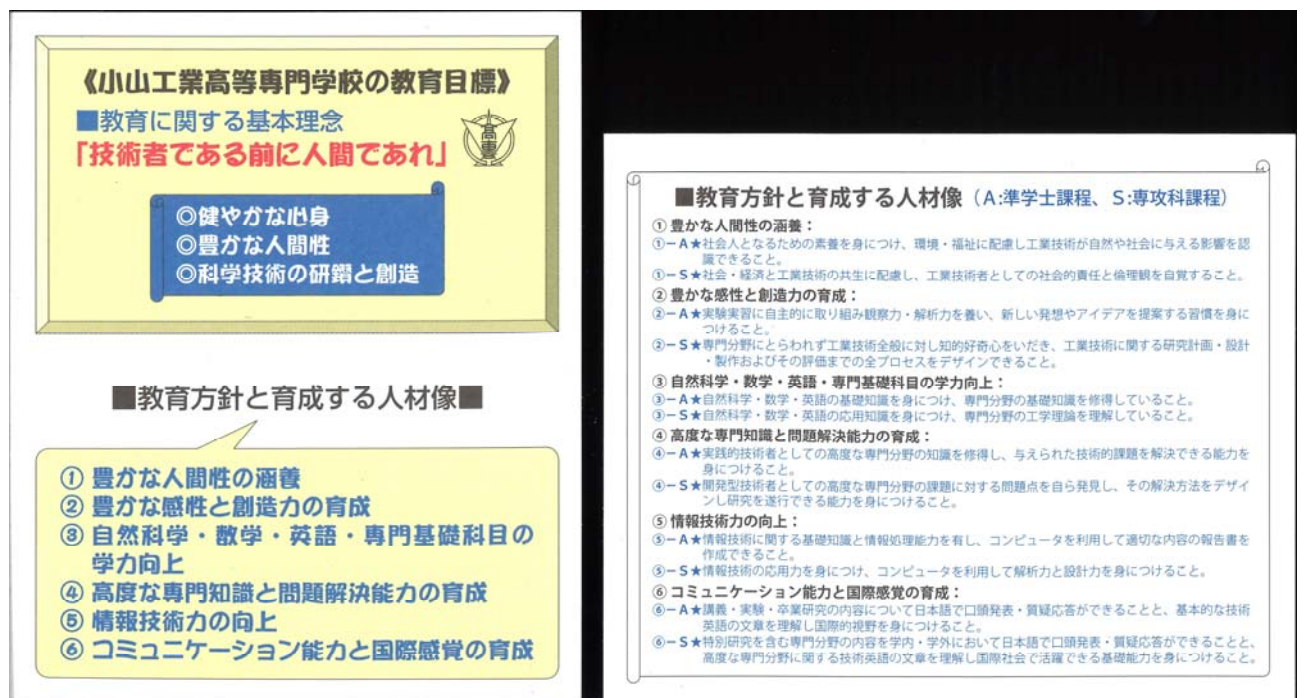 《小山工業高等専門学校の教育目標》
■教育に関する基本理念
「技術者である前に人間であれ」
高専
◎健やかな心身
◎豊かな人間性
◎科学技術の研鑽と創造
■教育方針と育成する人材像■
① 豊かな人間性の涵養
② 豊かな感性と創造力の育成
③ 自然科学・数学・英語・専門基礎科目の
学力向上
④ 高度な専門知識と問題解決能力の育成
⑤ 情報技術力の向上
⑥ コミュニケーション能力と国際感覚の育成
■教育方針と育成する人材像（A:準学士課程、S:専攻科課程）
① 豊かな人間性の涵養：
①－A★社会人となるための素養を身につけ、環境・福祉に配慮し工業技術が自然や社会に与える影響を認
識できること。
①－S★社会・経済と工業技術の共生に配慮し、工業技術者としての社会的責任と倫理観を自覚すること。
② 豊かな感性と創造力の育成：
②－A★実験実習に自主的に取り組み観察力・解析力を養い、新しい発想やアイデアを提案する習慣を身に
つけること。
②－S★専門分野にとらわれず工業技術全般に対し知的好奇心をいだき、工業技術に関する研究計画・設計
・製作およびその評価までの全プロセスをデザインできること。
③ 自然科学・数学・英語・専門基礎科目の学力向上：
③－A★自然科学・数学・英語の基礎知識を身につけ、専門分野の基礎知識を修得していること。
③－S★自然科学・数学・英語の応用知識を身につけ、専門分野の工学理論を理解していること。
④ 高度な専門知識と問題解決能力の育成：
④－A★実践的技術者としての高度な専門分野の知識を修得し、与えられた技術的課題を解決できる能力を
身につけること。
④－S★開発型技術者としての高度な専門分野の課題に対する問題点を自ら発見し、その解決方法をデザイ
ンし研究を遂行できる能力を身につけること。
⑤ 情報技術力の向上：
⑤－A★情報技術に関する基礎知識と情報処理能力を有し、コンピュータを利用して適切な内容の報告書を
作成できること。
⑤－S★情報技術の応用力を身につけ、コンピュータを利用して解析力と設計力を身につけること。
⑥ コミュニケーション能力と国際感覚の育成：
⑥－A★講義・実験・卒業研究の内容について日本語で口頭発表・質疑応答ができることと、基本的な技術
英語の文章を理解し国際的視野を身につけること。
⑥－S★特別研究を含む専門分野の内容を学内・学外において日本語で口頭発表・質疑応答ができることと、
高度な専門分野に関する技術英語の文章を理解し国際社会で活躍できる基礎能力を身につけること。